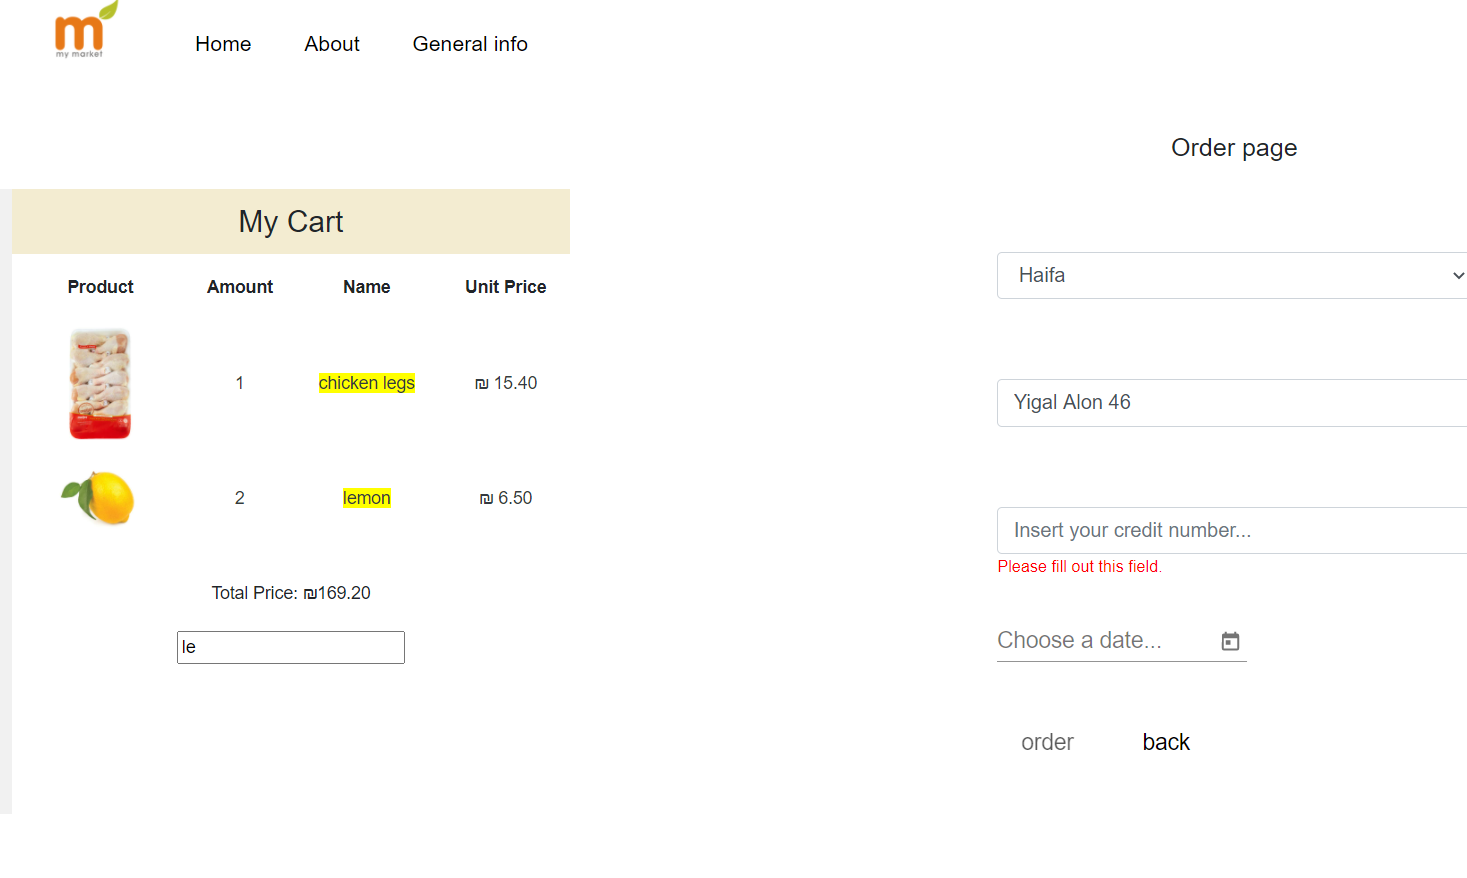 m
my market
Home About General info
Order page
My Cart
Product Amount Name Unit Price
1 chicken legs ₪ 15.40
2 lemon ₪ 6.50
Total Price: ₪169.20
le
Haifa
Yigal Alon 46
Insert your credit number...
Please fill out this field.
Choose a date...
order back